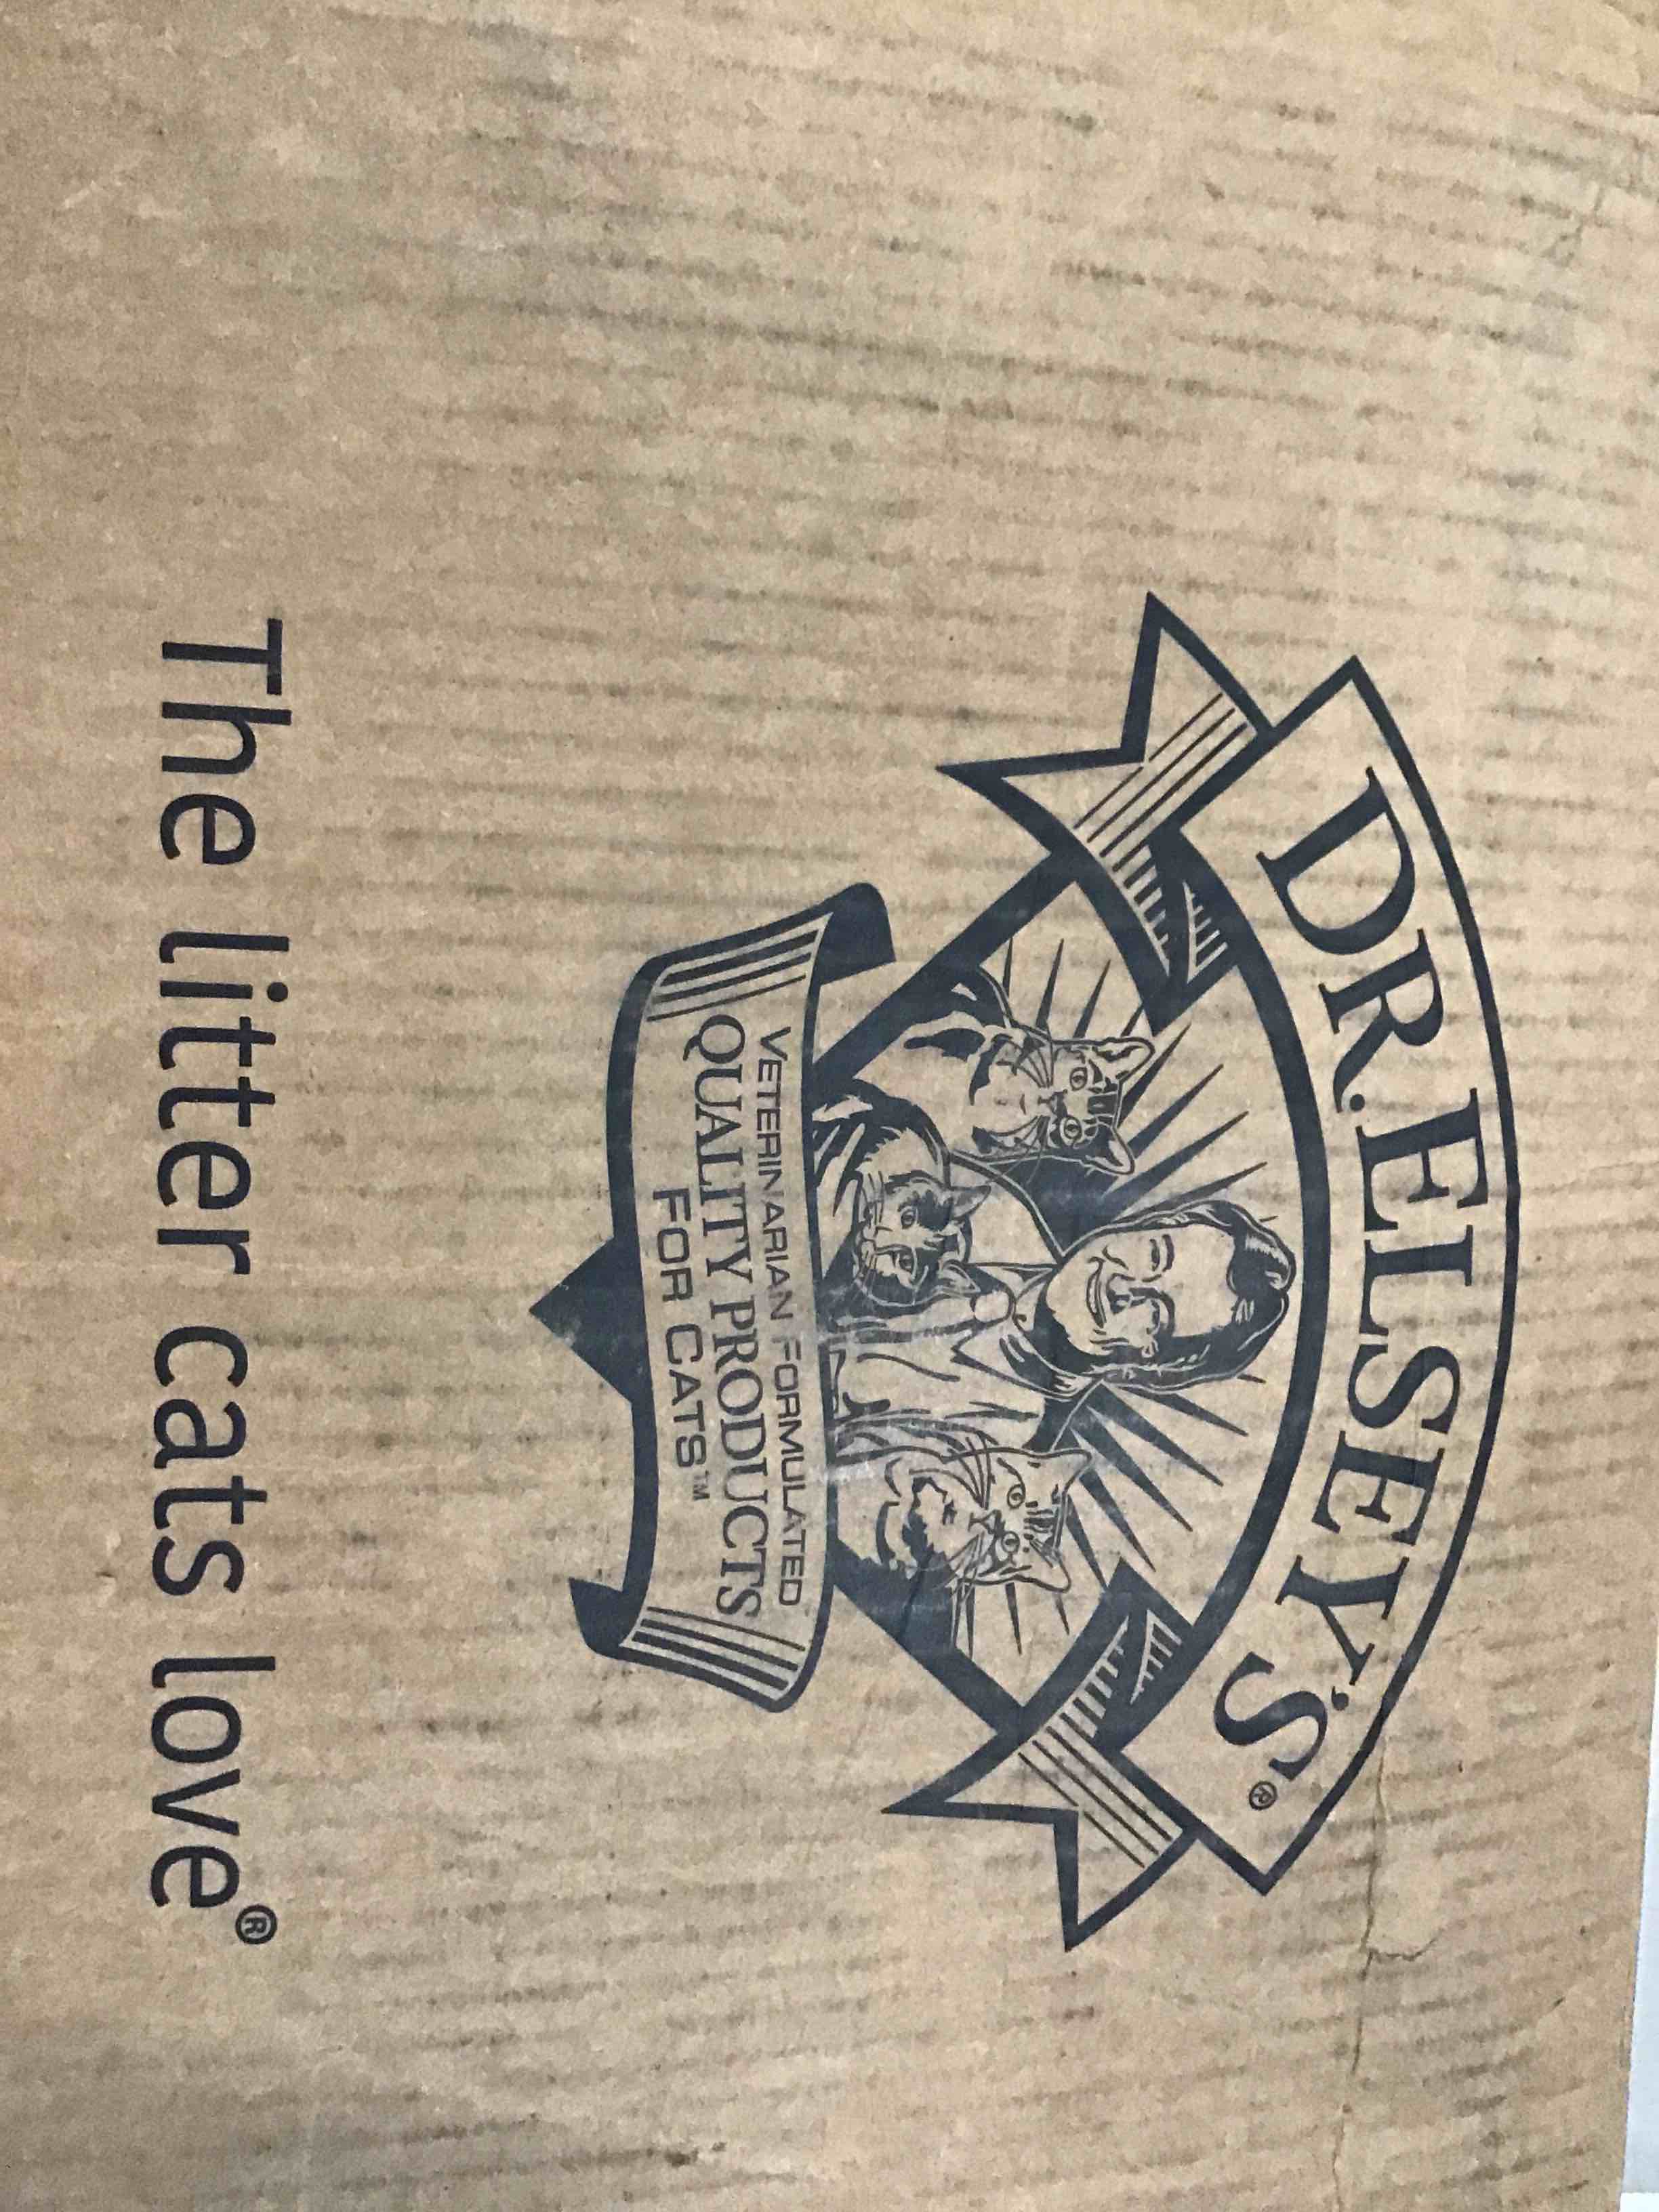 DR. ELSEY'S®
VETERINARIAN FORMULATED
QUALITY PRODUCTS
FOR CATS™
The litter cats love®